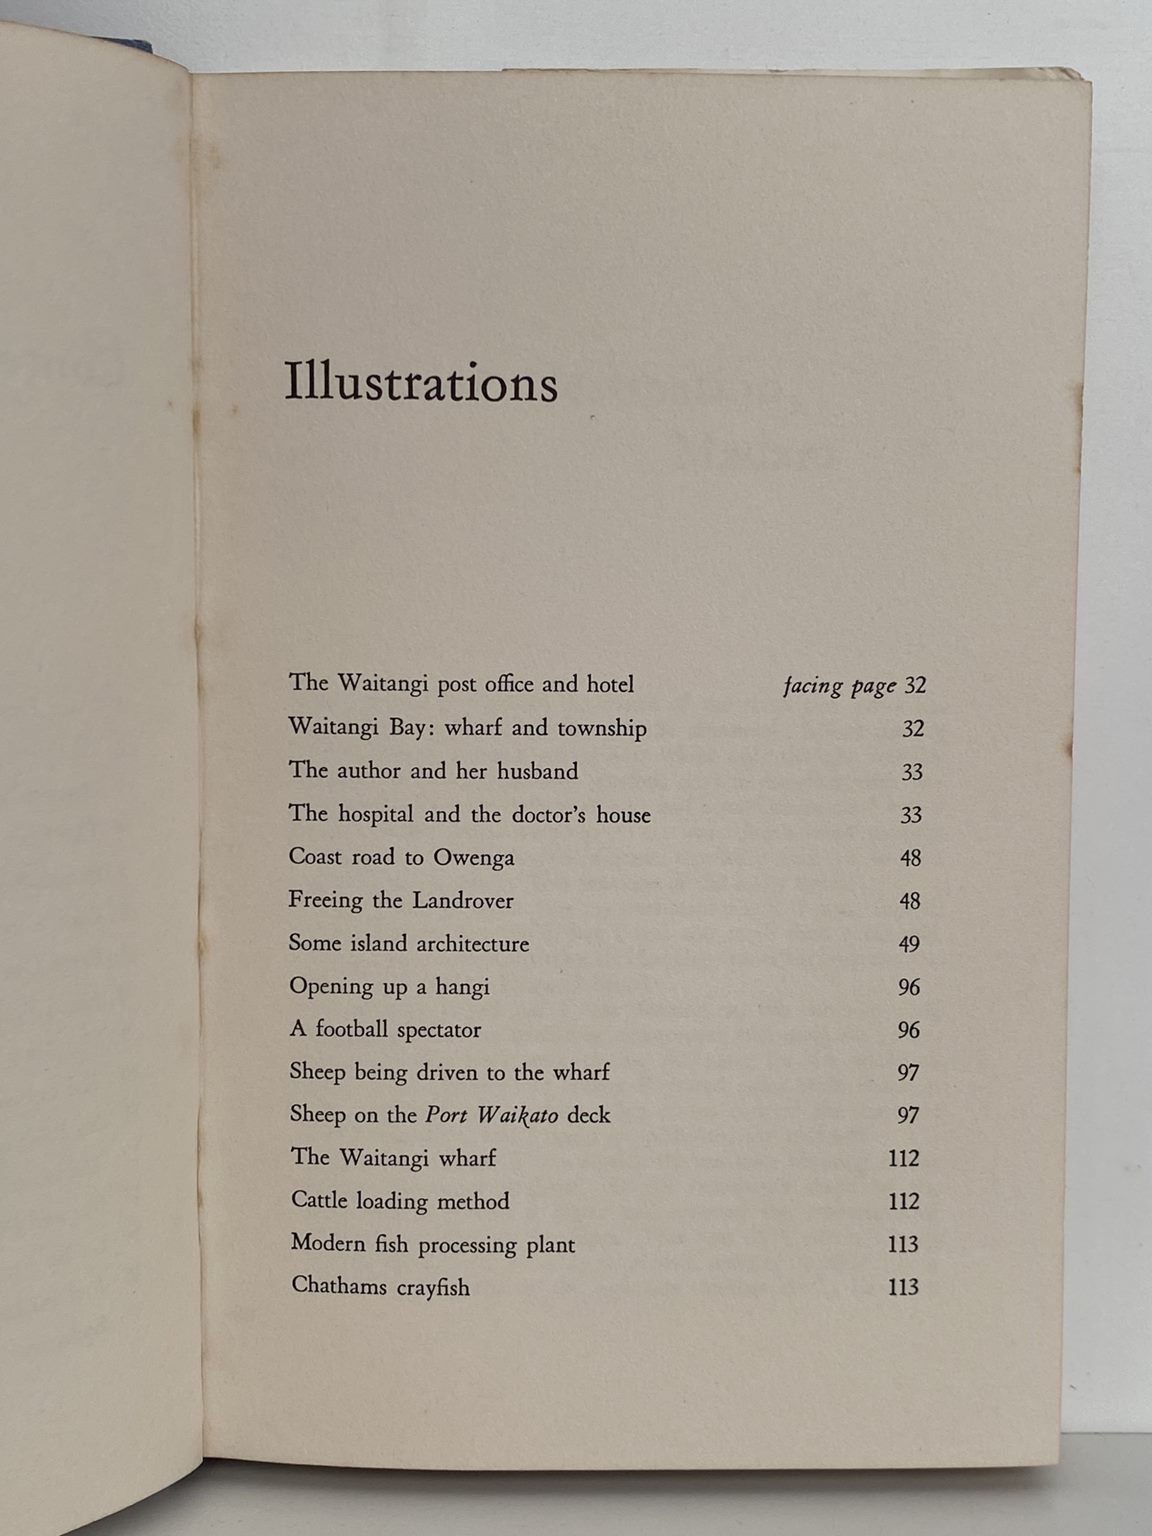 Illustrations
The Waitangi post office and hotel facing page 32
Waitangi Bay: wharf and township 32
The author and her husband 33
The hospital and the doctor's house 33
Coast road to Owenga 48
Freeing the Landrover 48
Some island architecture 49
Opening up a hangi 96
A football spectator 96
Sheep being driven to the wharf 97
Sheep on the Port Waikato deck 97
The Waitangi wharf 112
Cattle loading method 112
Modern fish processing plant 113
Chathams crayfish 113